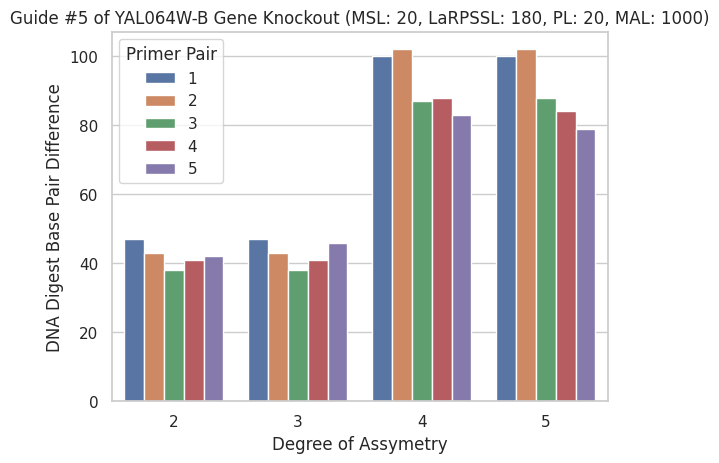 Guide #5 of YAL064W-B Gene Knockout (MSL: 20, LaRPSSL: 180, PL: 20, MAL: 1000)
Primer Pair
1
2
3
4
5
DNA Digest Base Pair Difference
100
80
60
40
20
0
2 3 4 5
Degree of Assymetry